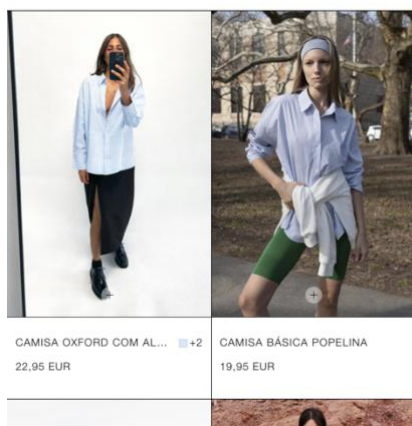 CAMISA OXFORD COM AL... +2
22,95 EUR
CAMISA BÁSICA POPELINA
19,95 EUR